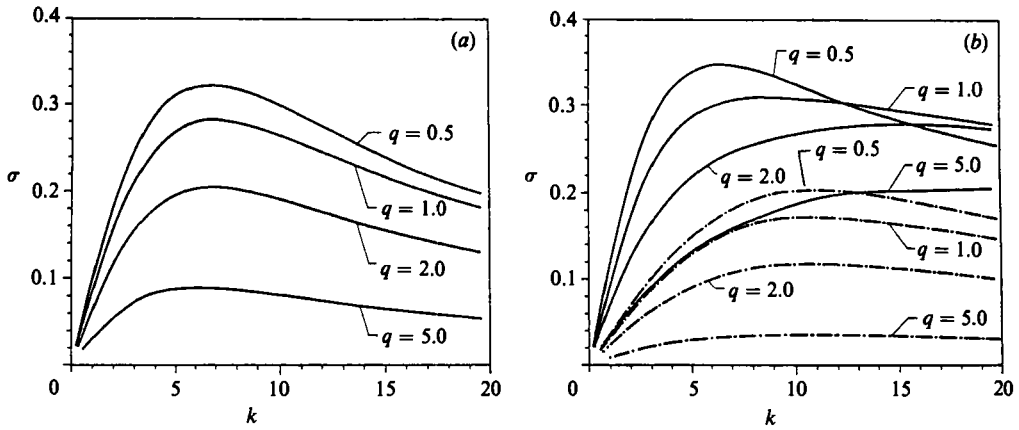 (a)
0.4
0.3
σ
0.2
0.1
0
5
10
15
20
k
q = 0.5
q = 1.0
q = 2.0
q = 5.0
(b)
0.4
0.3
σ
0.2
0.1
0
5
10
15
20
k
q = 0.5
q = 1.0
q = 0.5
q = 2.0
q = 5.0
q = 1.0
q = 2.0
q = 5.0